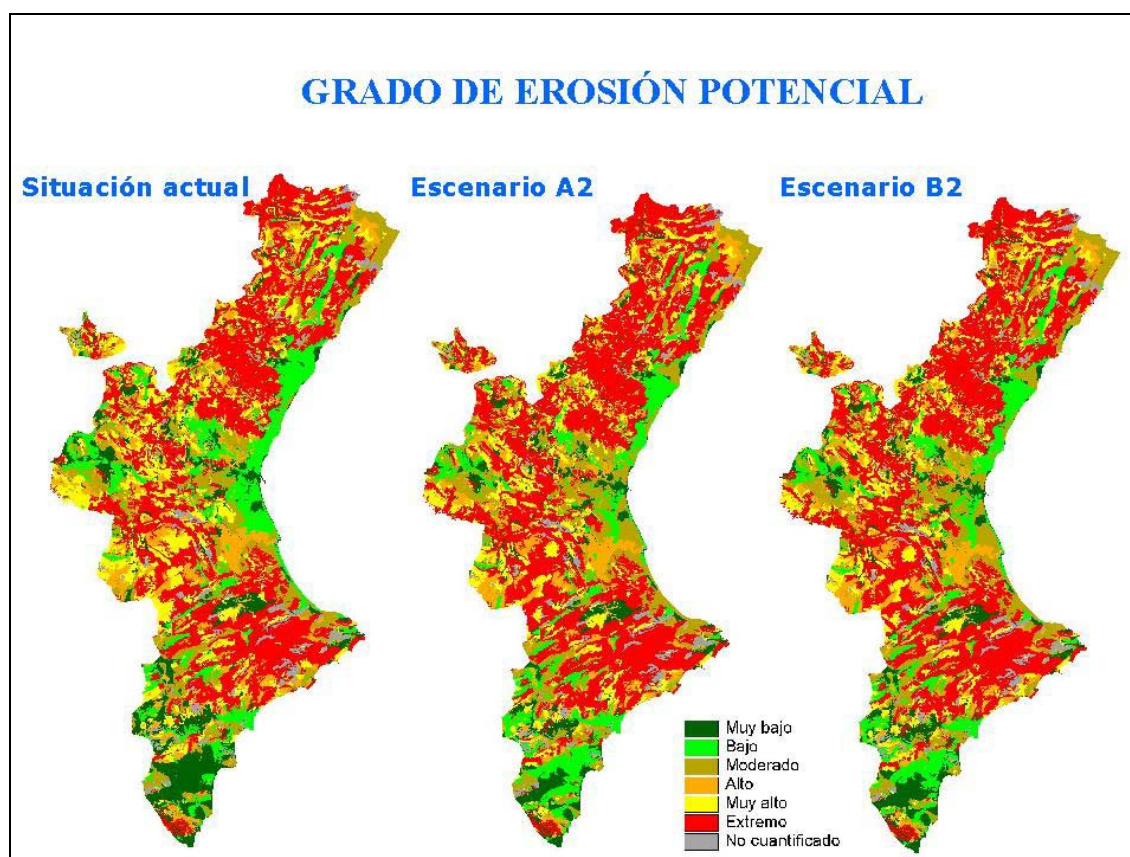 GRADO DE EROSIÓN POTENCIAL
Situación actual
Escenario A2
Escenario B2
Muy bajo
Bajo
Moderado
Alto
Muy alto
Extremo
No cuantificado